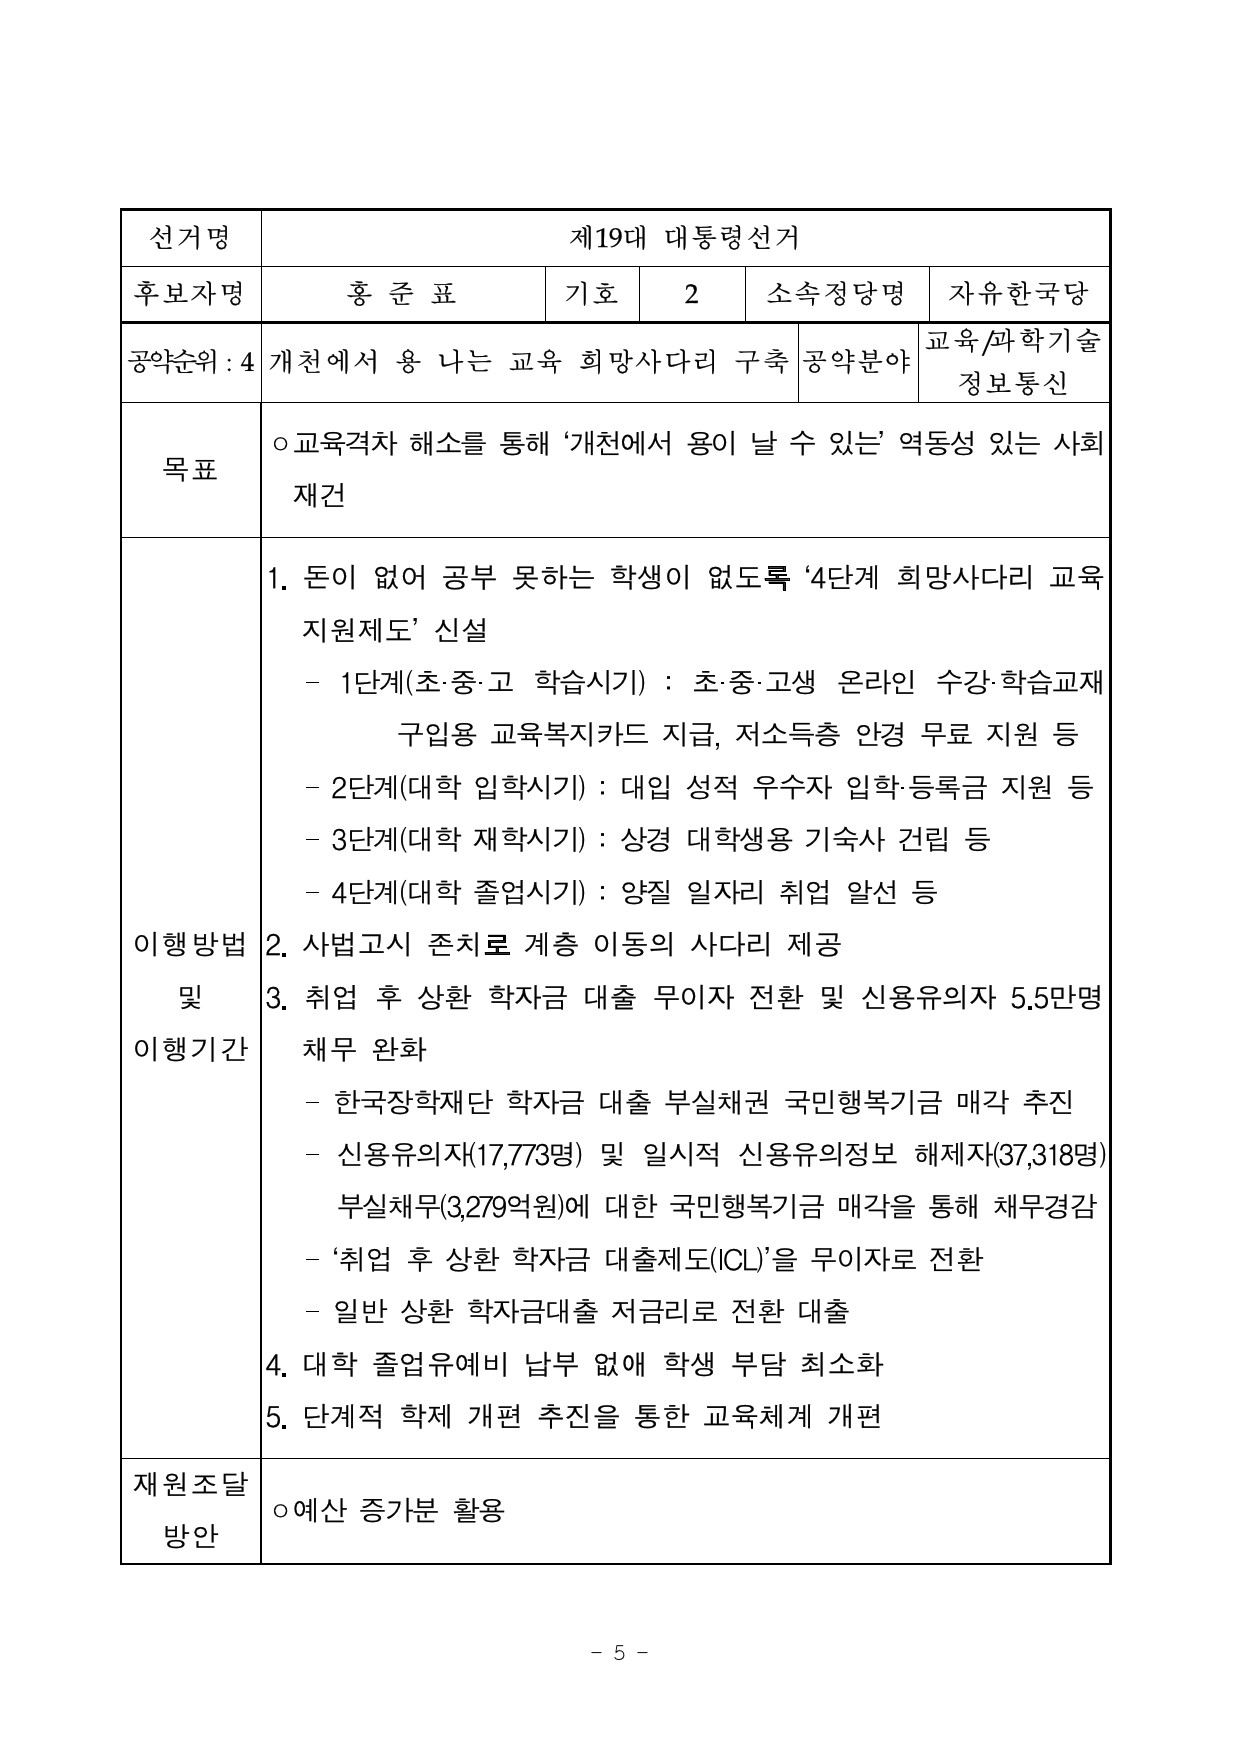 선거명 제19대 대통령선거
후보자명 홍 준 표 기호 2 소속정당명 자유한국당
공약순위 : 4 개천에서 용 나는 교육 희망사다리 구축 공약분야 교육/과학기술
정보통신
목표
○교육격차 해소를 통해 ‘개천에서 용이 날 수 있는’ 역동성 있는 사회
재건
이행방법
및
이행기간
1. 돈이 없어 공부 못하는 학생이 없도록 ‘4단계 희망사다리 교육
지원제도’ 신설
- 1단계(초·중·고 학습시기) : 초·중·고생 온라인 수강·학습교재
구입용 교육복지카드 지급, 저소득층 안경 무료 지원 등
- 2단계(대학 입학시기) : 대입 성적 우수자 입학·등록금 지원 등
- 3단계(대학 재학시기) : 상경 대학생용 기숙사 건립 등
- 4단계(대학 졸업시기) : 양질 일자리 취업 알선 등
2. 사법고시 존치로 계층 이동의 사다리 제공
3. 취업 후 상환 학자금 대출 무이자 전환 및 신용유의자 5.5만명
채무 완화
- 한국장학재단 학자금 대출 부실채권 국민행복기금 매각 추진
- 신용유의자(17,773명) 및 일시적 신용유의정보 해제자(37,318명)
부실채무(3,279억원)에 대한 국민행복기금 매각을 통해 채무경감
- ‘취업 후 상환 학자금 대출제도(ICL)’을 무이자로 전환
- 일반 상환 학자금대출 저금리로 전환 대출
4. 대학 졸업유예비 납부 없애 학생 부담 최소화
5. 단계적 학제 개편 추진을 통한 교육체계 개편
재원조달
방안
○예산 증가분 활용
- 5 -